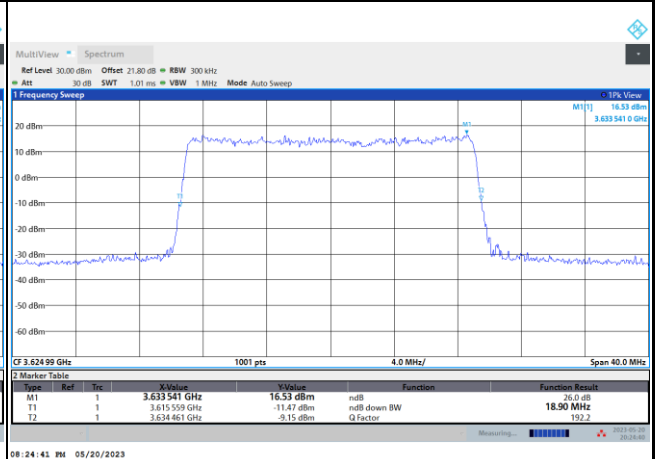 MultiView Spectrum
Ref Level 30.00 dBm Offset 21.80 dB RBW 300 kHz
Att 30 dB SWT 1.01 ms VBW 1 MHz Mode Auto Sweep
1 Frequency Sweep 1Pk View
M1[1] 16.53 dBm
3.633 541 0 GHz
M1
20 dBm
10 dBm
0 dBm
T1 T2
-10 dBm
-20 dBm
-30 dBm
-40 dBm
-50 dBm
-60 dBm
CF 3.624 99 GHz 1001 pts 4.0 MHz/ Span 40.0 MHz
2 Marker Table
Type Ref Trc X-Value Y-Value Function Function Result
M1 1 3.633 541 GHz 16.53 dBm ndB 26.0 dB
T1 1 3.615 559 GHz -11.47 dBm ndB down BW 18.90 MHz
T2 1 3.634 461 GHz -9.15 dBm Q Factor 192.2
Measuring... 2023-05-20
20:24:40
08:24:41 PM 05/20/2023